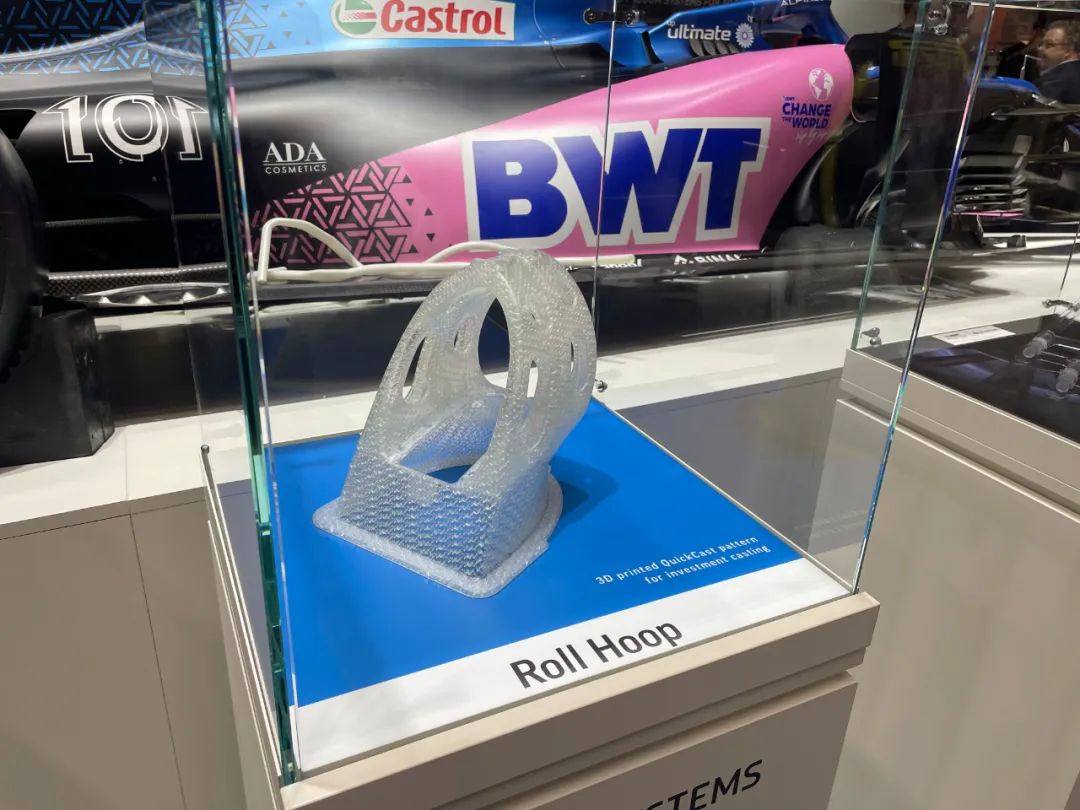 Castrol
ultimate
101
ADA
COSMETICS
BWT
CHANGE
THE WORLD
3D printed QuickCast pattern
for investment casting
Roll Hoop
STEMS